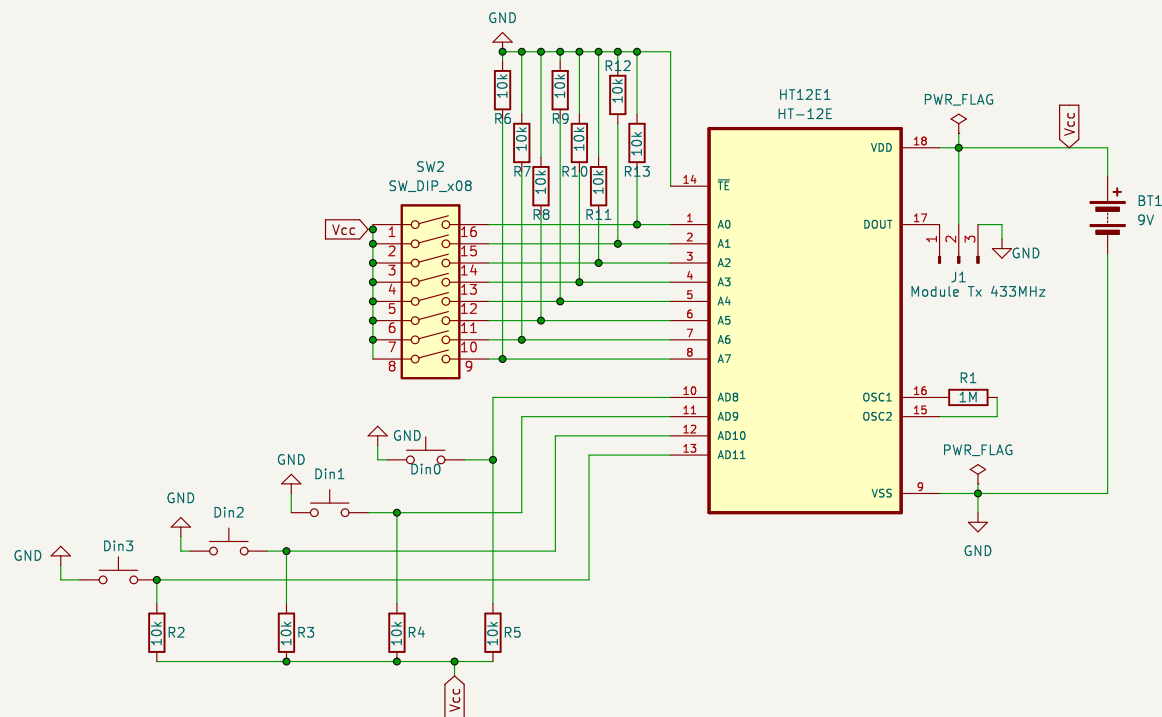 GND
R12
10k
10k
10k
R6
R9
10k
10k
10k
R7
R10
R13
10k
10k
R8
R11
SW2
SW_DIP_x08
Vcc
1
16
2
15
3
14
4
13
5
12
6
11
7
10
8
9
HT12E1
HT-12E
14
TE
1
A0
2
A1
3
A2
4
A3
5
A4
6
A5
7
A6
8
A7
10
AD8
11
AD9
12
AD10
13
AD11
VDD
18
DOUT
17
OSC1
16
OSC2
15
VSS
9
PWR_FLAG
Vcc
BT1
9V
+
1
2
3
GND
J1
Module Tx 433MHz
R1
1M
PWR_FLAG
GND
GND
Din0
GND
Din1
GND
Din2
GND
Din3
10k
R2
10k
R3
10k
R4
10k
R5
Vcc